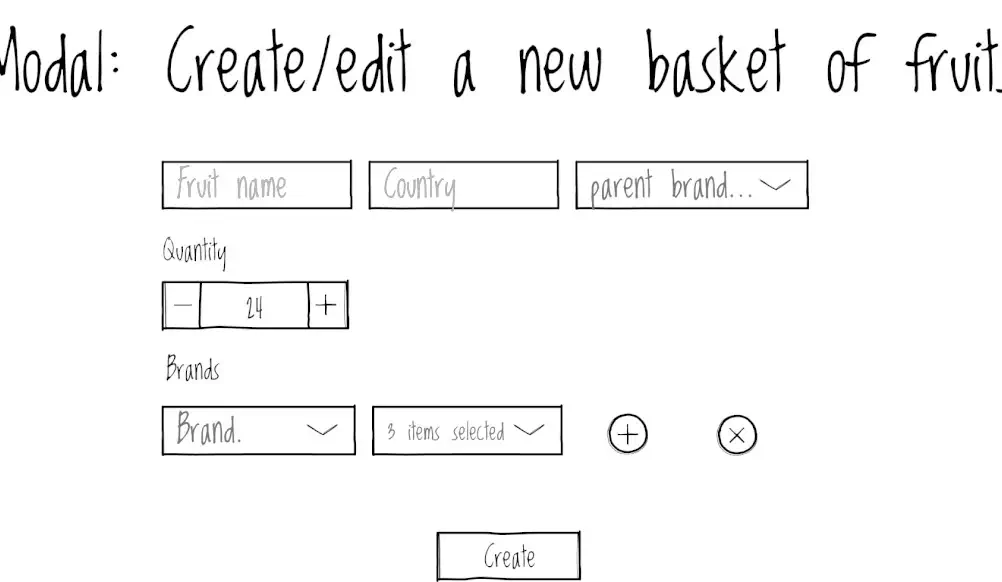 Modal: Create/edit a new basket of fruits
Fruit name Country parent brand...
Quantity
- 24 +
Brands
Brand. 3 items selected + ×
Create